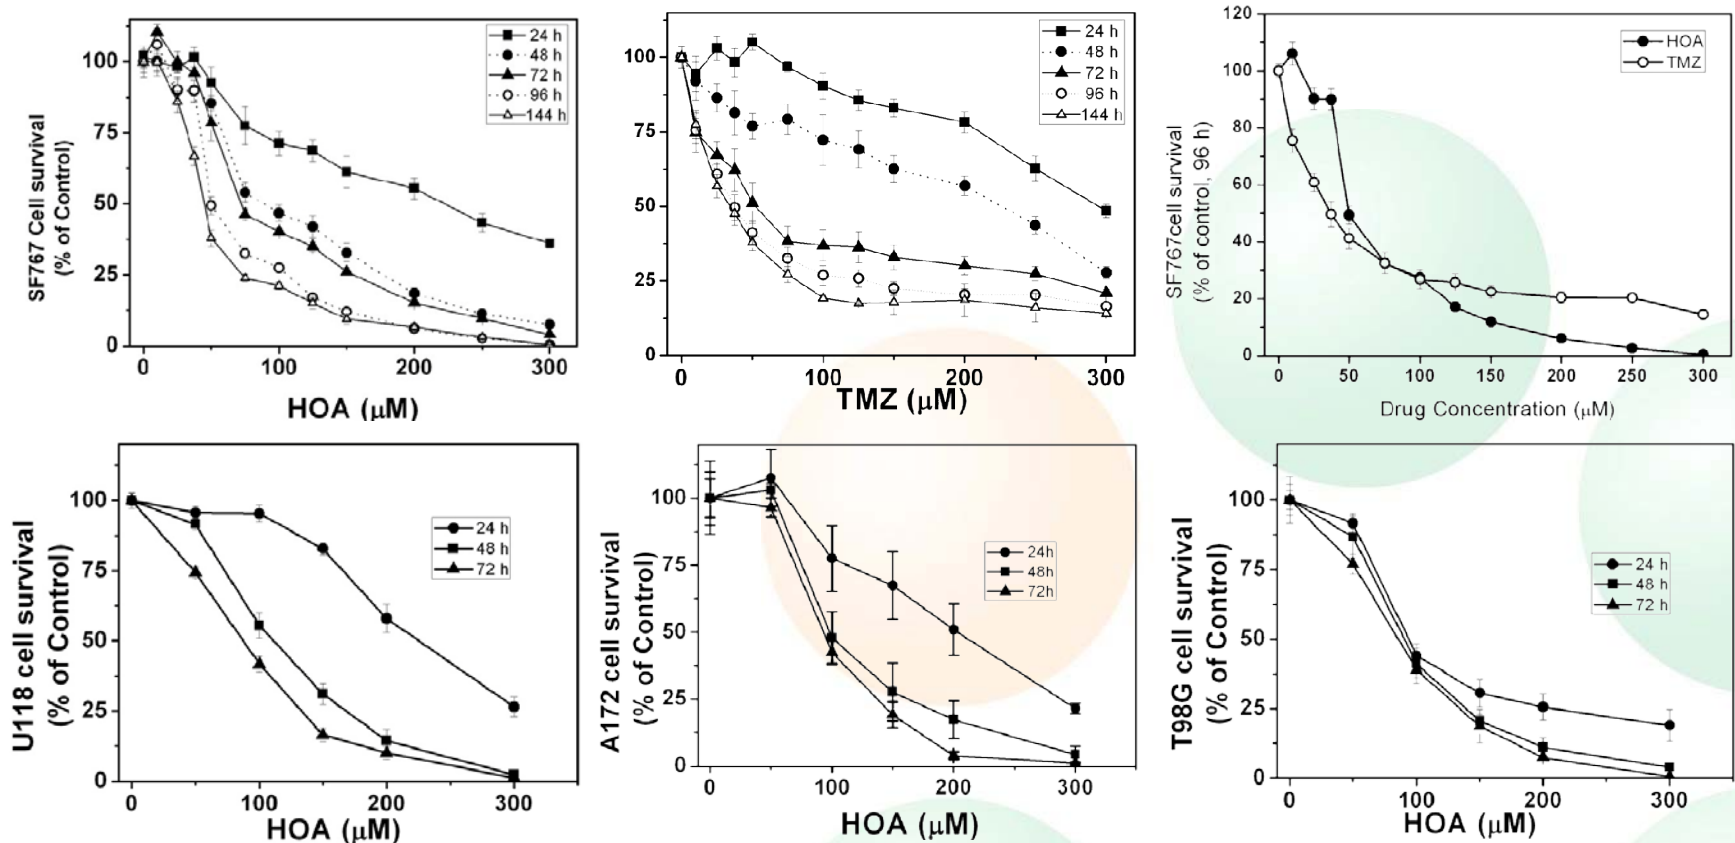 100
75
50
25
0
SF767 Cell survival
(% of Control)
24 h
48 h
72 h
96 h
144 h
0 100 200 300
HOA (μM)
100
75
50
25
0
24 h
48 h
72 h
96 h
144 h
0 100 200 300
TMZ (μM)
120
100
80
60
40
20
0
SF767cell survival
(% of control, 96 h)
HOA
TMZ
0 50 100 150 200 250 300
Drug Concentration (μM)
100
75
50
25
0
U118 cell survival
(% of Control)
24 h
48 h
72 h
0 100 200 300
HOA (μM)
100
75
50
25
0
A172 cell survival
(% of Control)
24h
48h
72h
0 100 200 300
HOA (μM)
100
75
50
25
0
T98G cell survival
(% of Control)
24 h
48 h
72 h
0 100 200 300
HOA (μM)